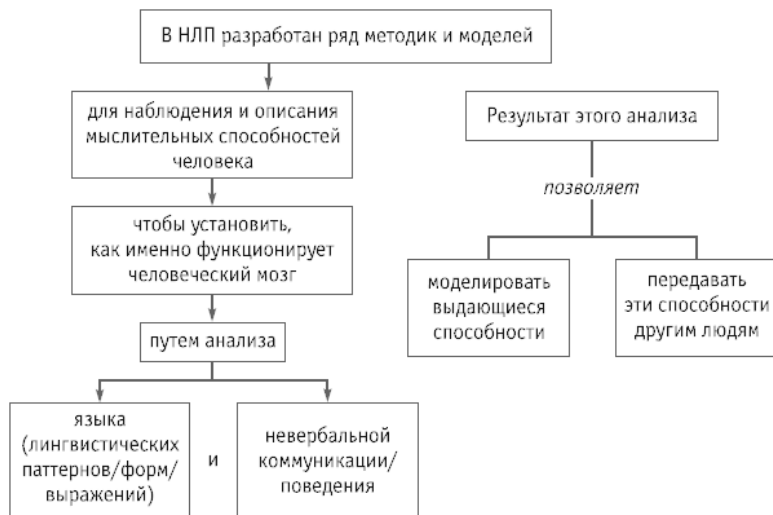 В НЛП разработан ряд методик и моделей
для наблюдения и описания
мыслительных способностей
человека
чтобы установить,
как именно функционирует
человеческий мозг
путем анализа
языка
(лингвистических
паттернов/форм/
выражений)
и
невербальной
коммуникации/
поведения
Результат этого анализа
позволяет
моделировать
выдающиеся
способности
передавать
эти способности
другим людям